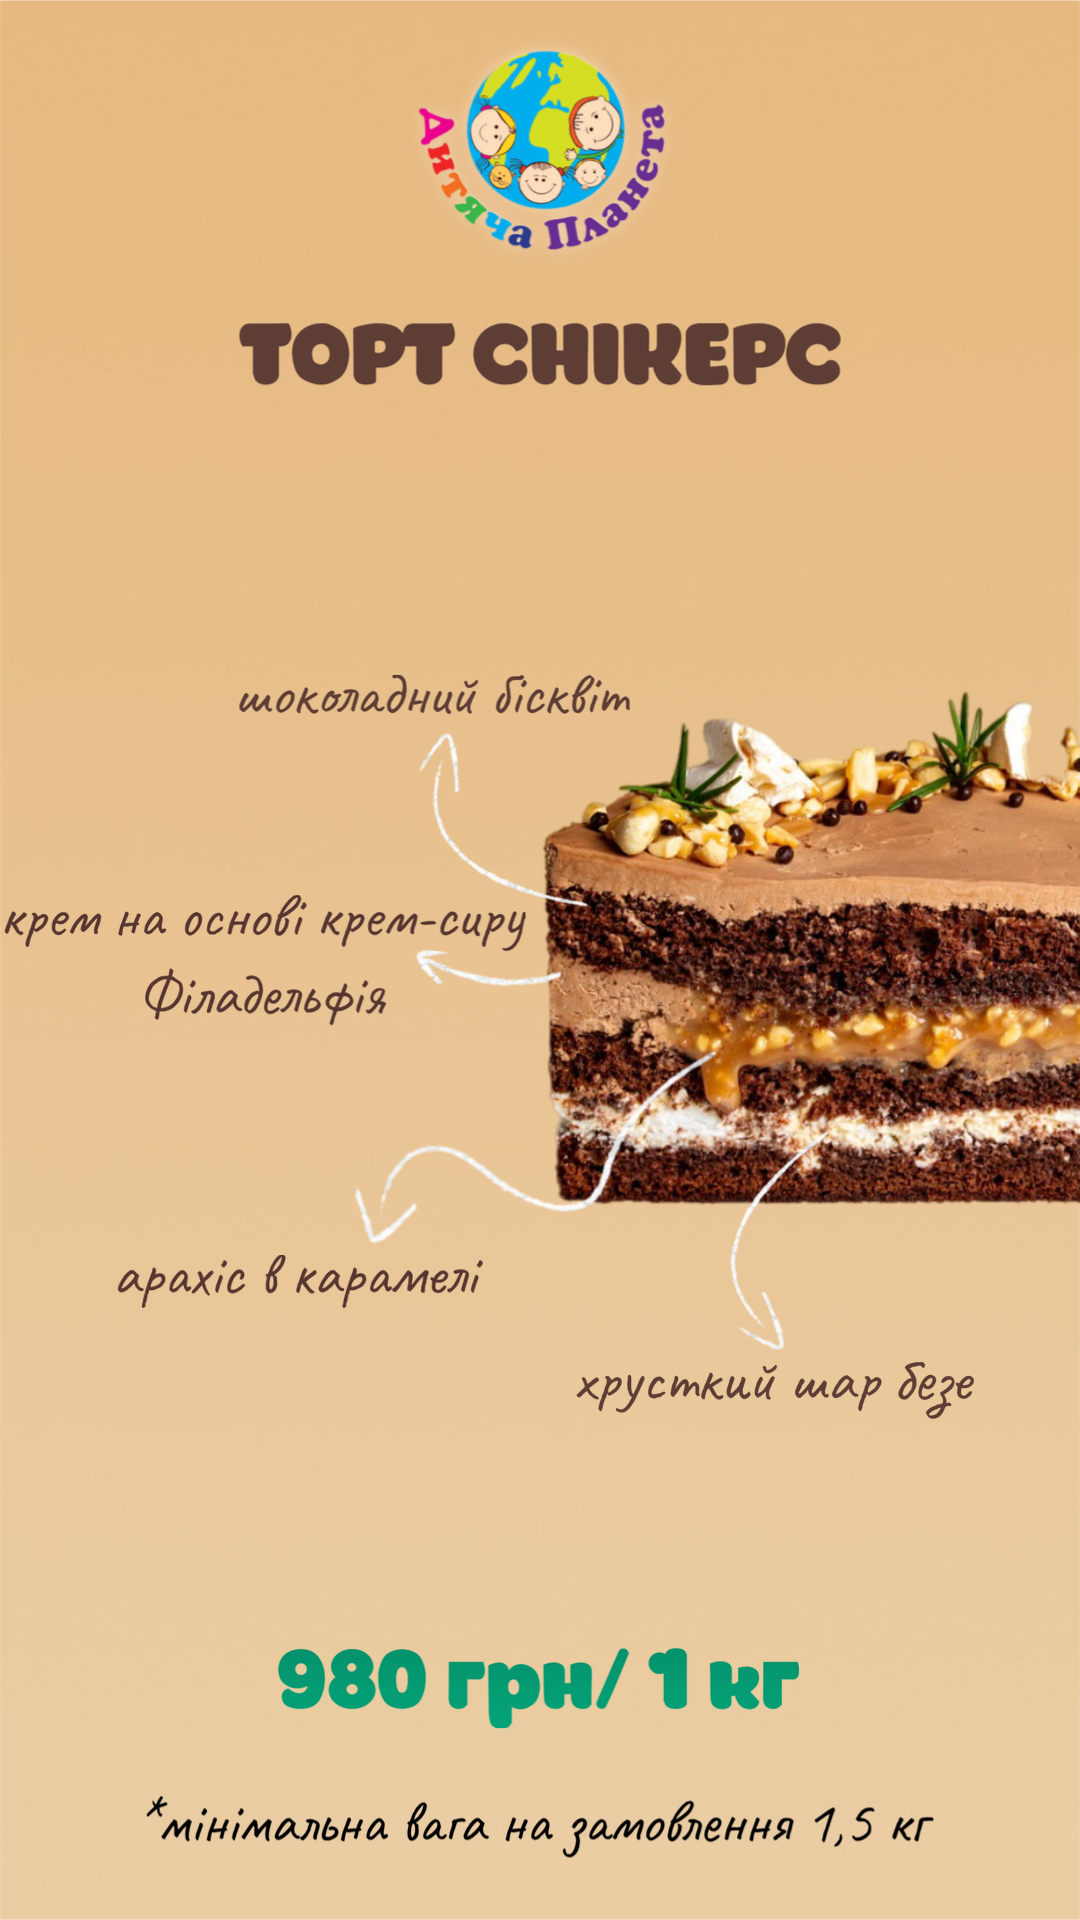 Дитяча Планета
ТОРТ СНІКЕРС
шоколадний бісквіт
крем на основі крем-сиру
Філадельфія
арахіс в карамелі
хрусткий шар безе
980 грн/ 1 кг
*мінімальна вага на замовлення 1,5 кг